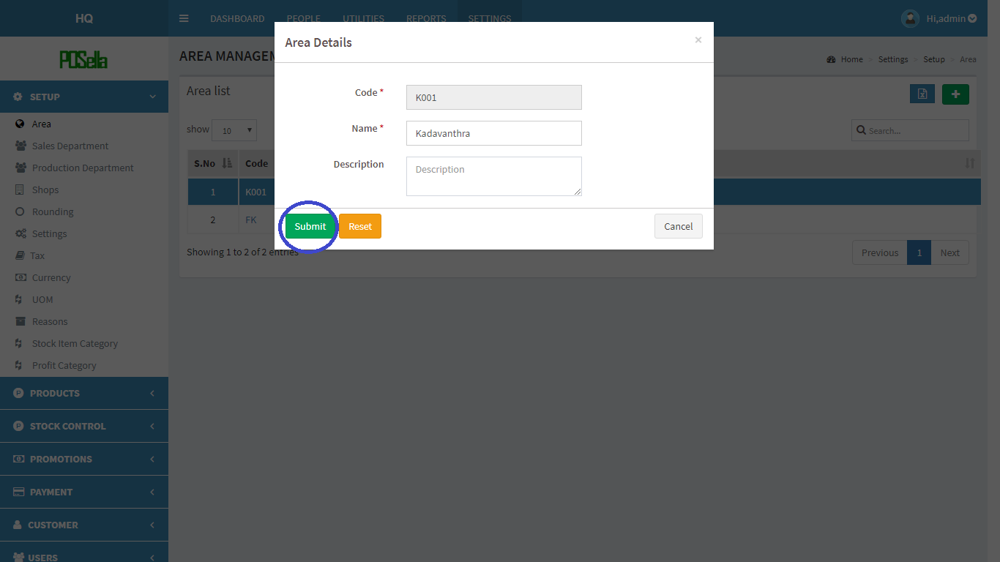 HQ
DASHBOARD PEOPLE UTILITIES REPORTS SETTINGS
Hi,admin
POSella
AREA MANAGEM
Home > Settings > Setup > Area
SETUP
Area
Sales Department
Production Department
Shops
Rounding
Settings
Tax
Currency
UOM
Reasons
Stock Item Category
Profit Category
PRODUCTS
STOCK CONTROL
PROMOTIONS
PAYMENT
CUSTOMER
USERS
Area list
show 10
Search...
S.No Code
1 K001
2 FK
Showing 1 to 2 of 2 entries
Previous 1 Next
Area Details
×
Code * K001
Name * Kadavanthra
Description Description
Submit Reset Cancel